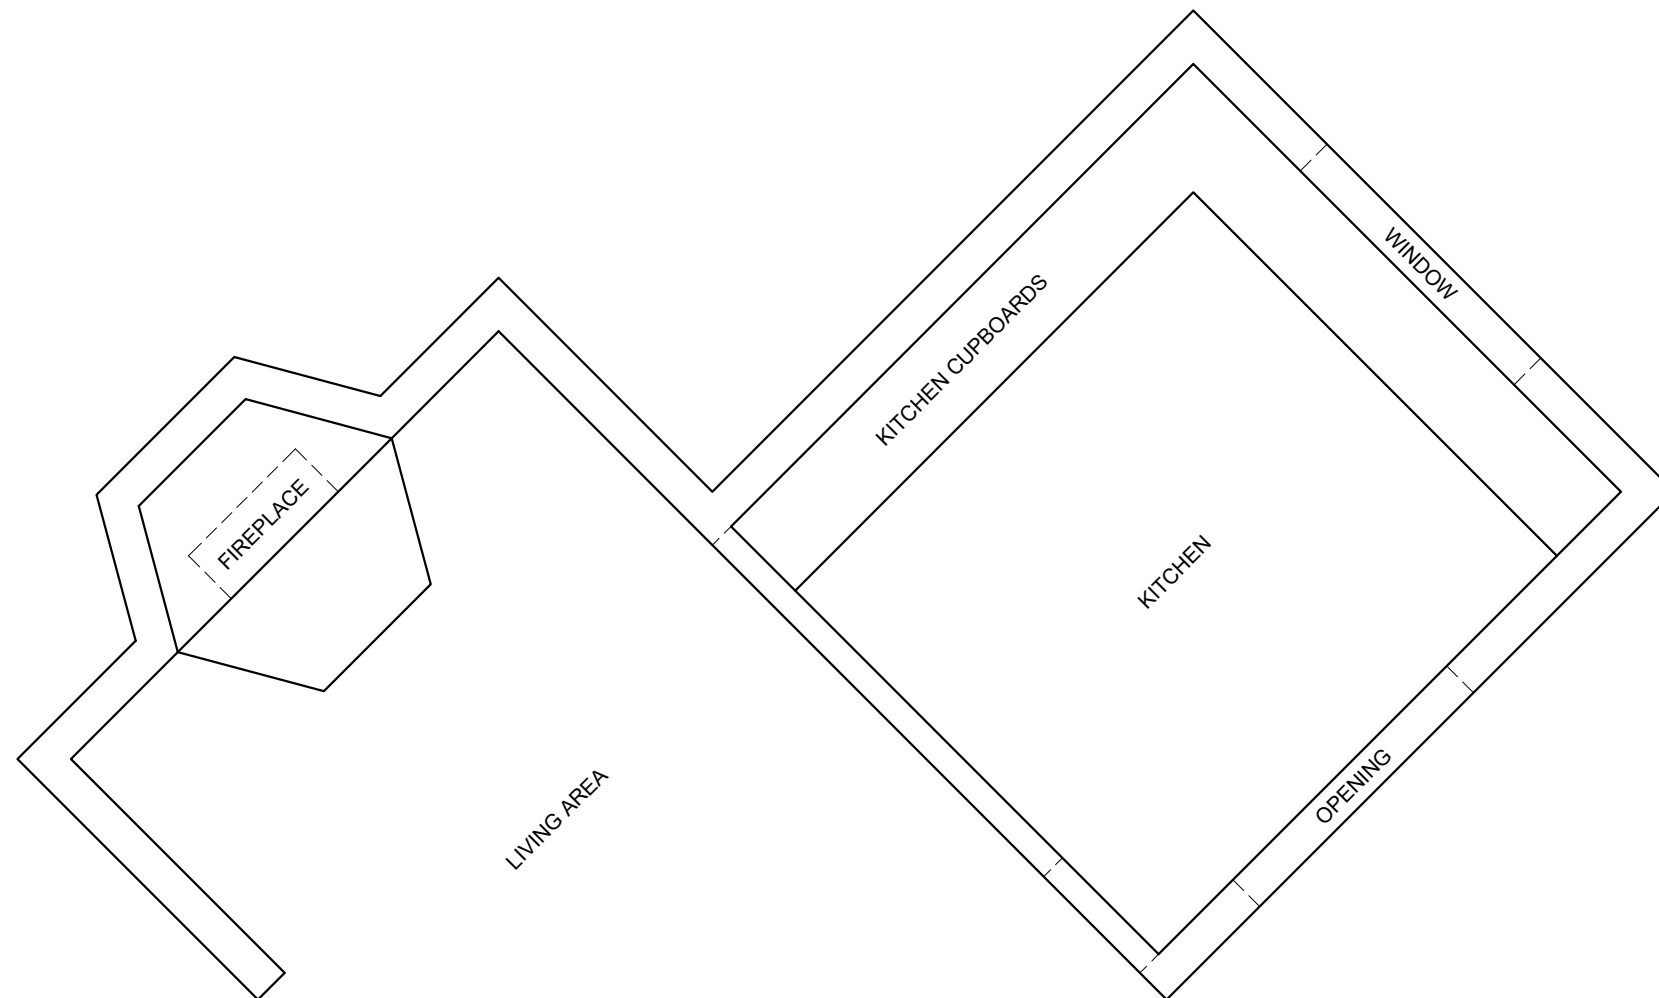 WINDOW
KITCHEN CUPBOARDS
FIREPLACE
KITCHEN
OPENING
LIVING AREA